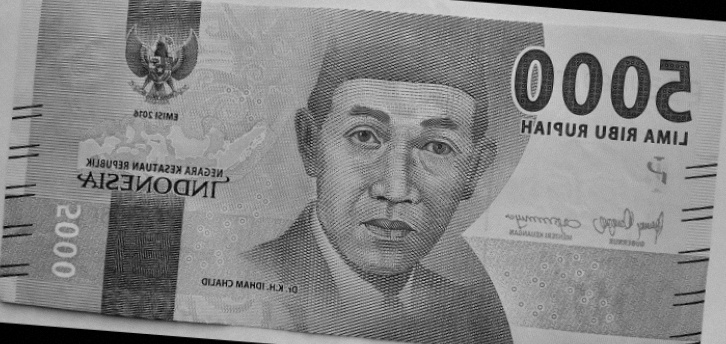 5000
LIMA RIBU RUPIAH
EMISI 2016
NEGARA KESATUAN REPUBLIK
INDONESIA
GUBERNUR
MENTERI KEUANGAN
5000
Dr. K.H. IDHAM CHALID